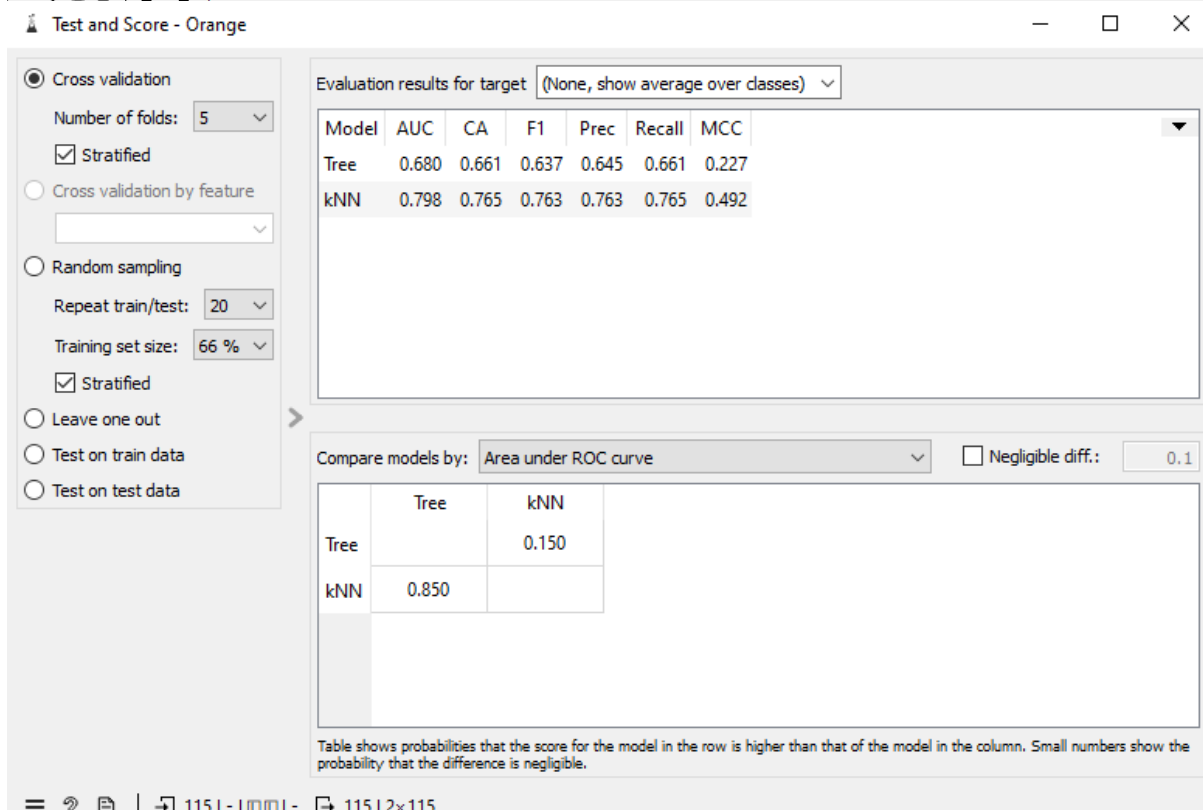 Test and Score - Orange
Cross validation
Number of folds: 5
Stratified
Cross validation by feature
Random sampling
Repeat train/test: 20
Training set size: 66 %
Stratified
Leave one out
Test on train data
Test on test data
Evaluation results for target (None, show average over classes)
Model AUC CA F1 Prec Recall MCC
Tree 0.680 0.661 0.637 0.645 0.661 0.227
kNN 0.798 0.765 0.763 0.763 0.765 0.492
Compare models by: Area under ROC curve Negligible diff.: 0.1
Tree kNN
Tree 0.150
kNN 0.850
Table shows probabilities that the score for the model in the row is higher than that of the model in the column. Small numbers show the
probability that the difference is negligible.
115 | - | - 115 | 2×115